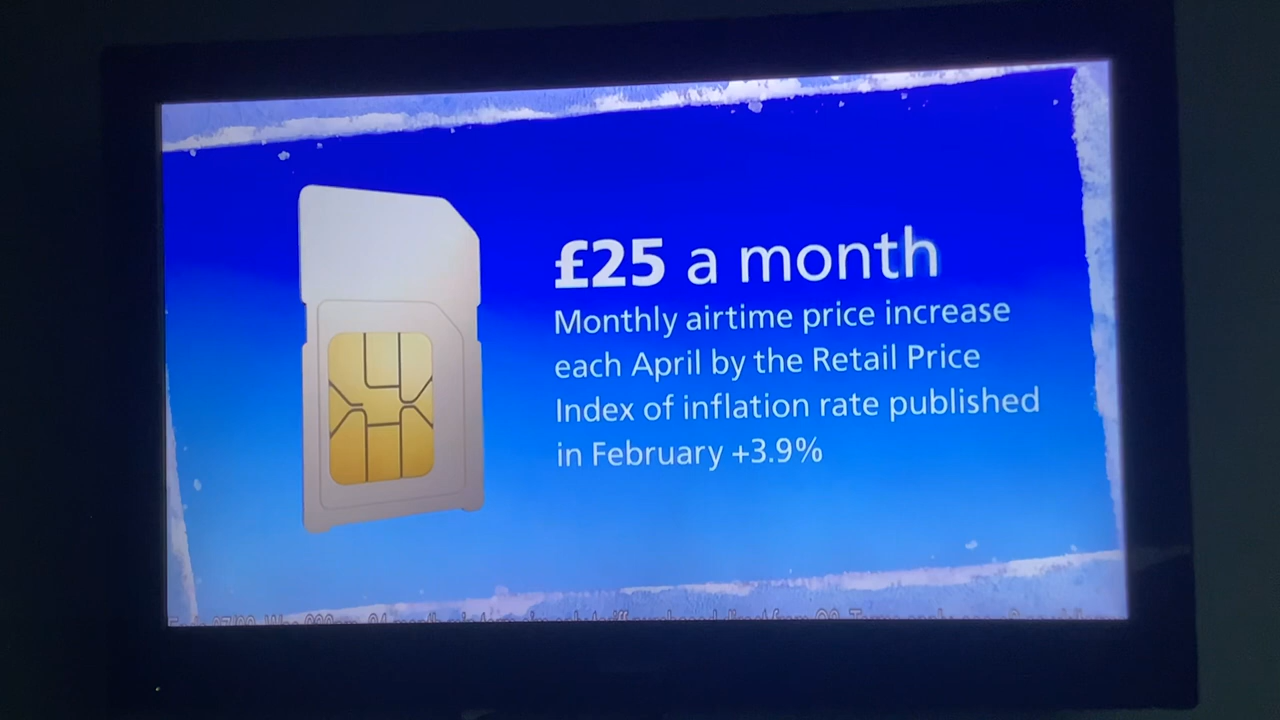 £25 a month
Monthly airtime price increase
each April by the Retail Price
Index of inflation rate published
in February +3.9%